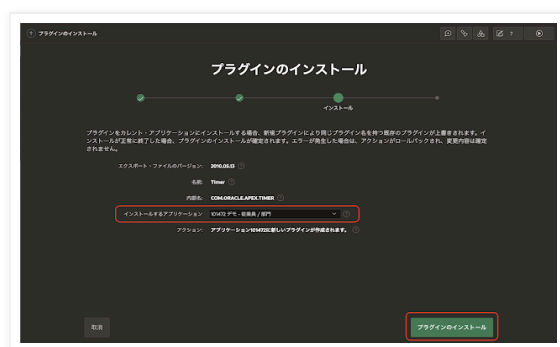 プラグインのインストール
プラグインのインストール
インストール
プラグインをカレント・アプリケーションにインストールする場合、新規プラグインにより同じプラグイン名を持つ既存のプラグインが上書きされます。イ
ンストールが正常に終了した場合、プラグインのインストールが確定されます。エラーが発生した場合は、アクションがロールバックされ、変更内容は確定
されません。
エクスポート・ファイルのバージョン: 2010.05.13
名前: Timer
内部名: COM.ORACLE.APEX.TIMER
インストールするアプリケーション 101472 デモ - 従業員 / 部門
アクション: アプリケーション101472に新しいプラグインが作成されます。
取消
プラグインのインストール